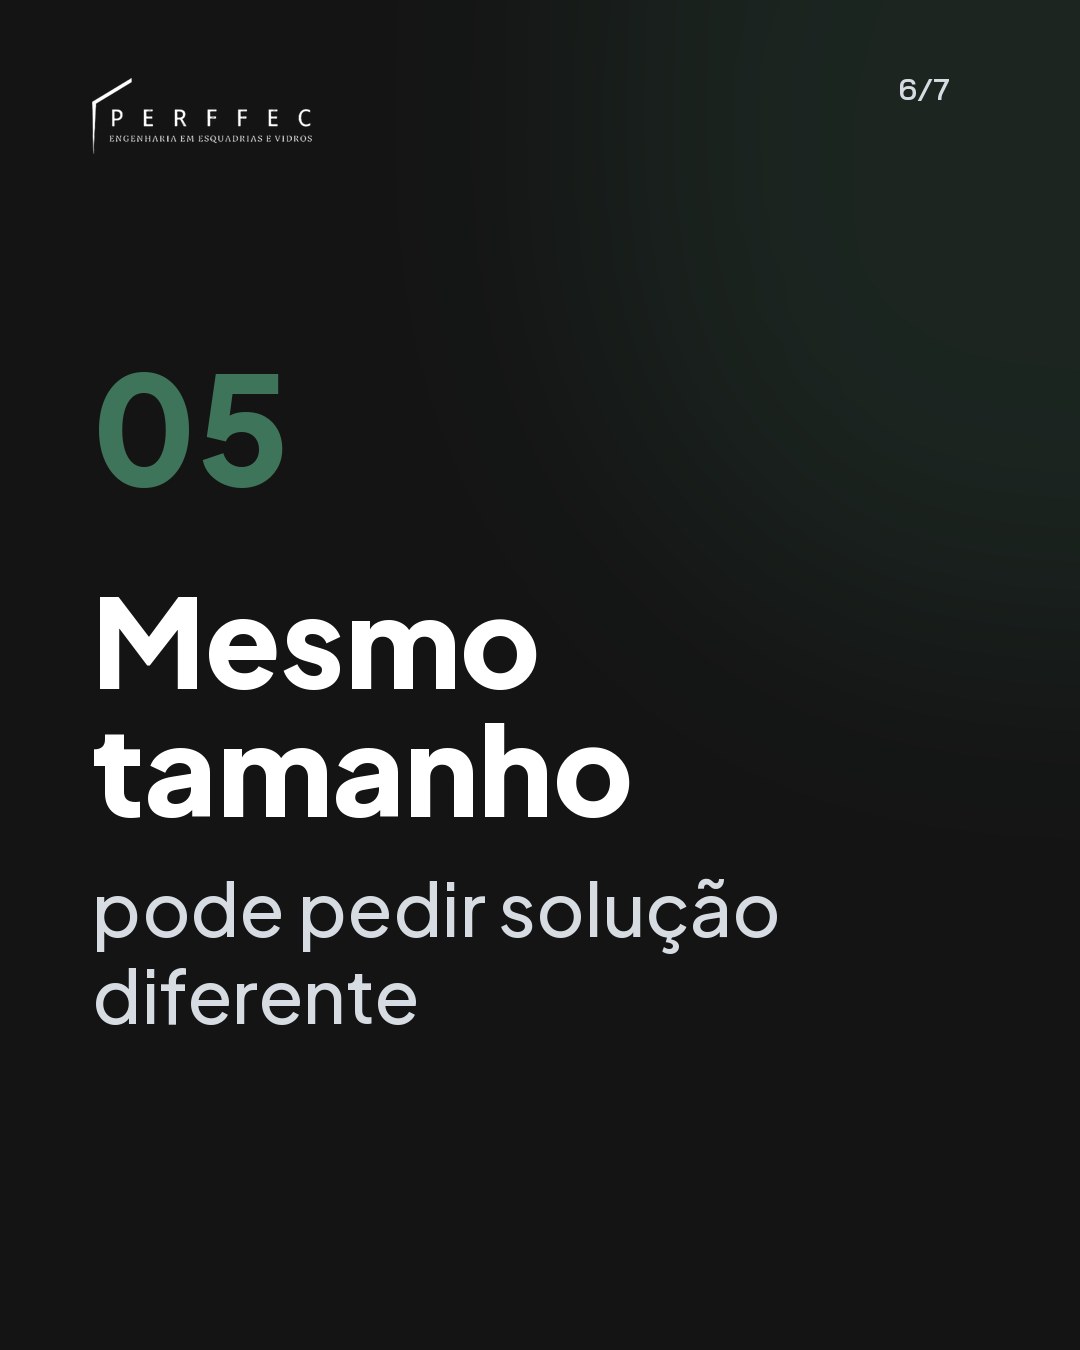 PERFFEC
ENGENHARIA EM ESQUADRIAS E VIDROS
6/7
05
Mesmo
tamanho
pode pedir solução
diferente